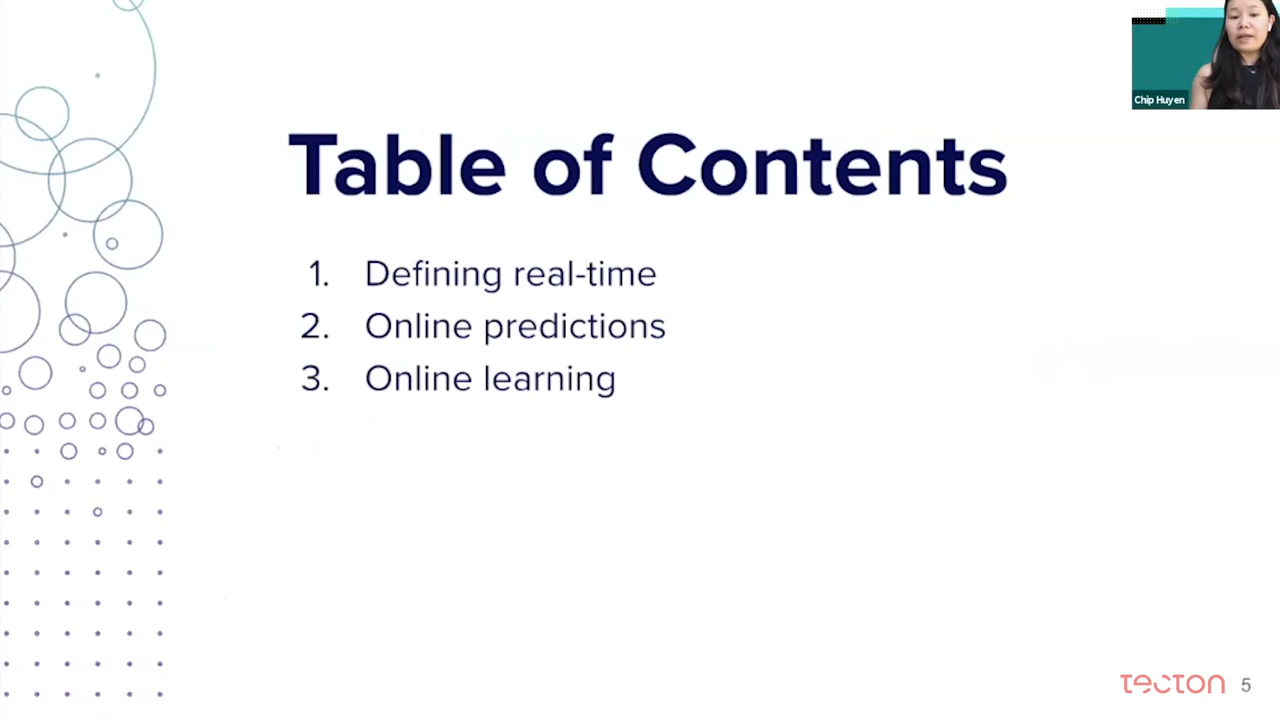 Chip Huyen
Table of Contents
1. Defining real-time
2. Online predictions
3. Online learning
tecton 5